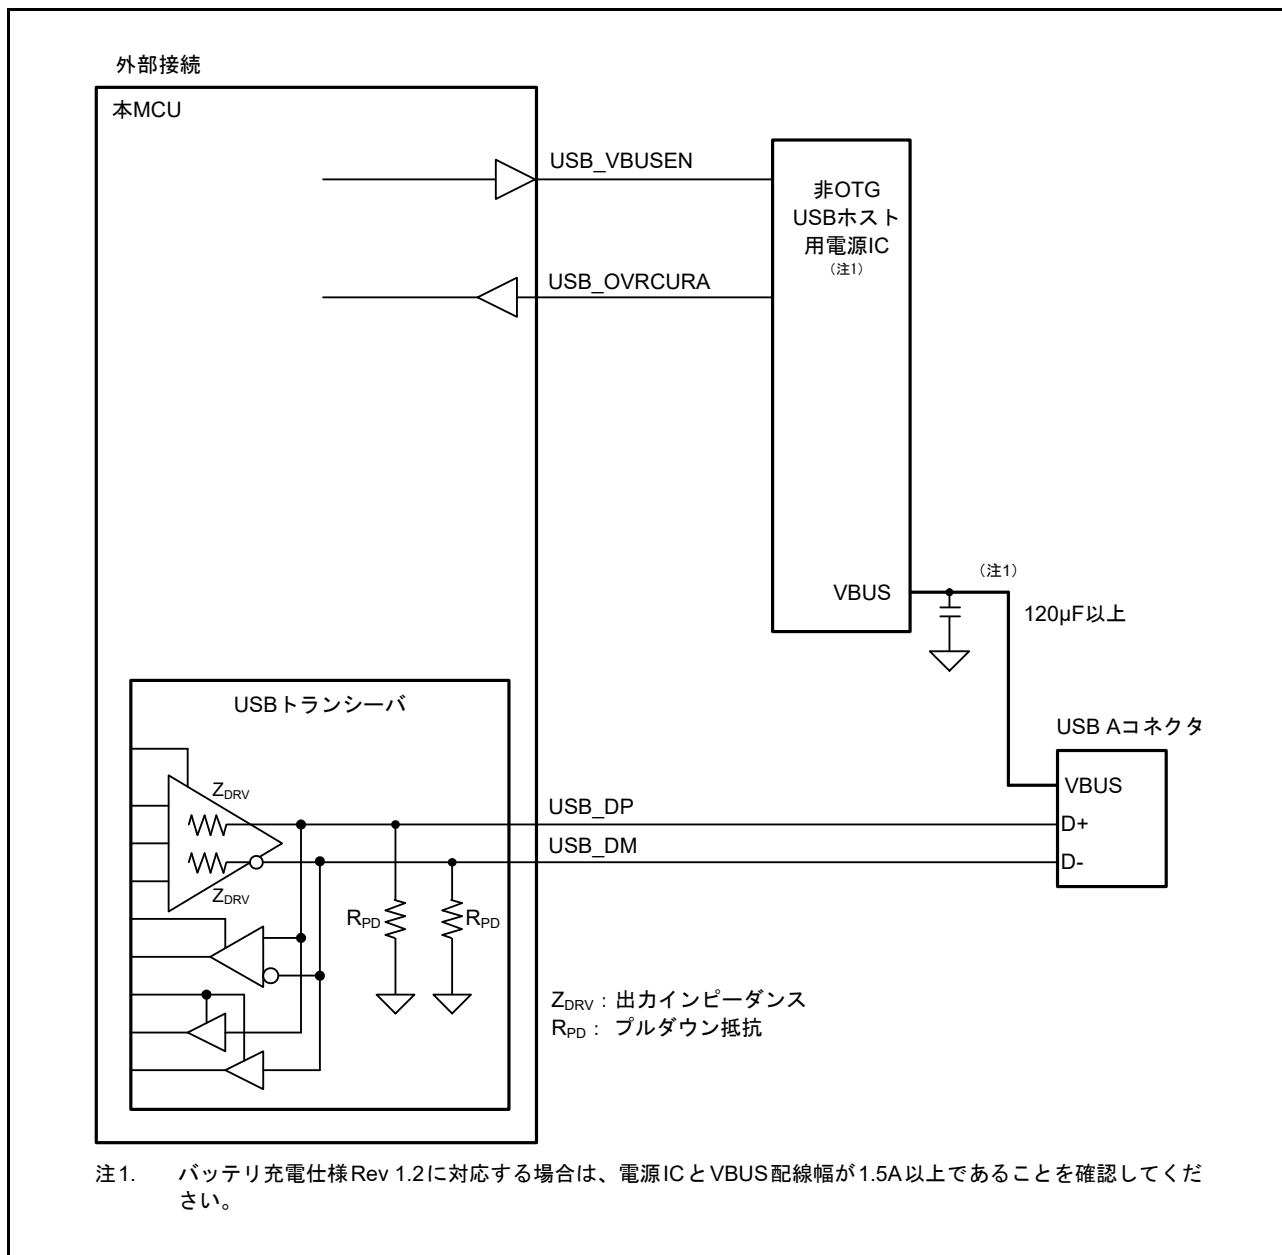 外部接続
本MCU
USB_VBUSEN
非OTG
USBホスト
用電源IC
（注1）
USB_OVRCURA
（注1）
VBUS
120μF以上
USBトランシーバ
USB Aコネクタ
ZDRV
VBUS
USB_DP
D+
USB_DM
D-
ZDRV
RPD
RPD
ZDRV：出力インピーダンス
RPD： プルダウン抵抗
注1. バッテリ充電仕様Rev 1.2に対応する場合は、電源ICとVBUS配線幅が1.5A以上であることを確認してくだ
さい。